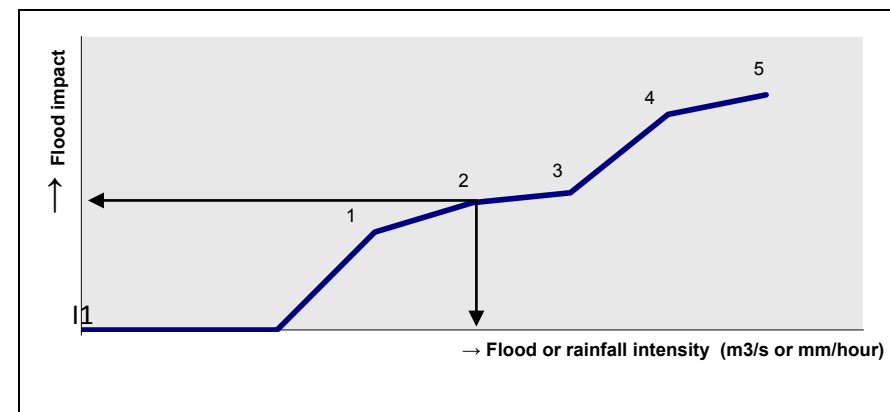 → Flood impact
5
4
3
2
1
I1
→ Flood or rainfall intensity (m3/s or mm/hour)